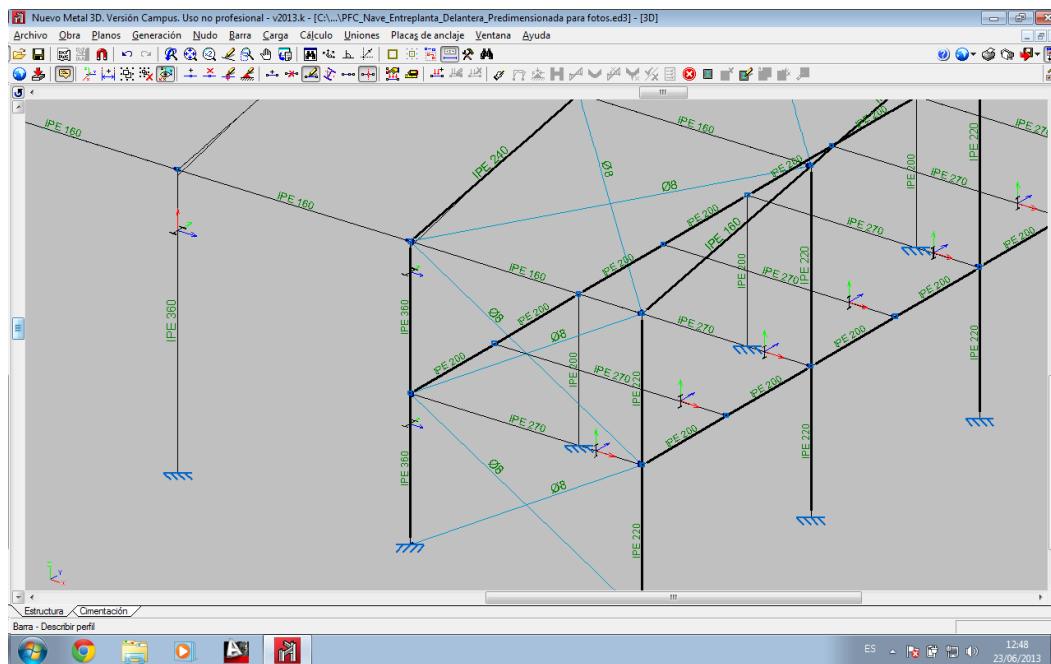 Nuevo Metal 3D. Versión Campus. Uso no profesional - v2013.k - [C:\...\PFC_Nave_Entreplanta_Delantera_Predimensionada para fotos.ed3] - [3D]
Archivo Obra Planos Generación Nudo Barra Carga Cálculo Uniones Placas de anclaje Ventana Ayuda
IPE 160
IPE 160
IPE 240
Ø8
Ø8
IPE 160
IPE 200
IPE 220
IPE 270
IPE 200
IPE 200
IPE 270
IPE 200
IPE 160
IPE 270
IPE 220
IPE 200
IPE 200
IPE 160
IPE 200
IPE 270
IPE 360
IPE 360
Ø8
Ø8
IPE 200
IPE 270
IPE 200
IPE 220
IPE 200
IPE 200
IPE 270
IPE 220
IPE 200
IPE 270
IPE 200
IPE 360
Ø8
Ø8
IPE 220
IPE 220
Y
X
Estructura Cimentación
Barra - Describir perfil
ES
12:48
23/06/2013